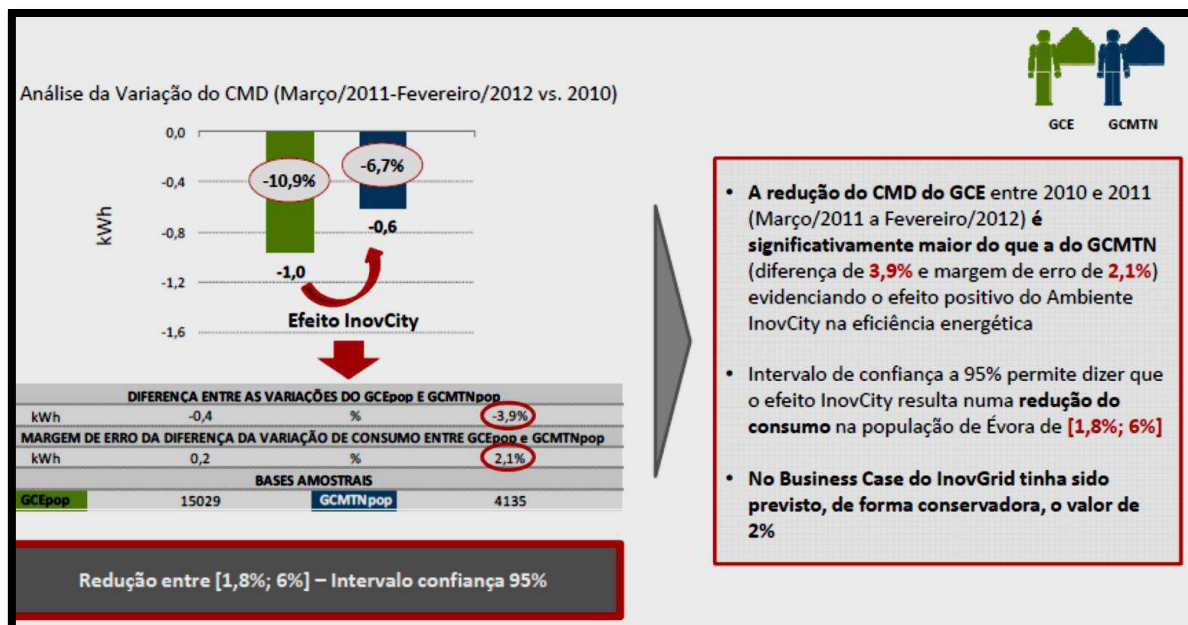 GCE GCMTN
Análise da Variação do CMD (Março/2011-Fevereiro/2012 vs. 2010)
kWh
0,0
-0,4
-0,8
-1,2
-1,6
-10,9%
-6,7%
-1,0
-0,6
Efeito InovCity
DIFERENÇA ENTRE AS VARIAÇÕES DO GCEpop E GCMTNpop
kWh -0,4 % -3,9%
MARGEM DE ERRO DA DIFERENÇA DA VARIAÇÃO DE CONSUMO ENTRE GCEpop e GCMTNpop
kWh 0,2 % 2,1%
BASES AMOSTRAIS
GCEpop 15029 GCMTNpop 4135
Redução entre [1,8%; 6%] – Intervalo confiança 95%
• A redução do CMD do GCE entre 2010 e 2011
(Março/2011 a Fevereiro/2012) é
significativamente maior do que a do GCMTN
(diferença de 3,9% e margem de erro de 2,1%)
evidenciando o efeito positivo do Ambiente
InovCity na eficiência energética
• Intervalo de confiança a 95% permite dizer que
o efeito InovCity resulta numa redução do
consumo na população de Évora de [1,8%; 6%]
• No Business Case do InovGrid tinha sido
previsto, de forma conservadora, o valor de
2%